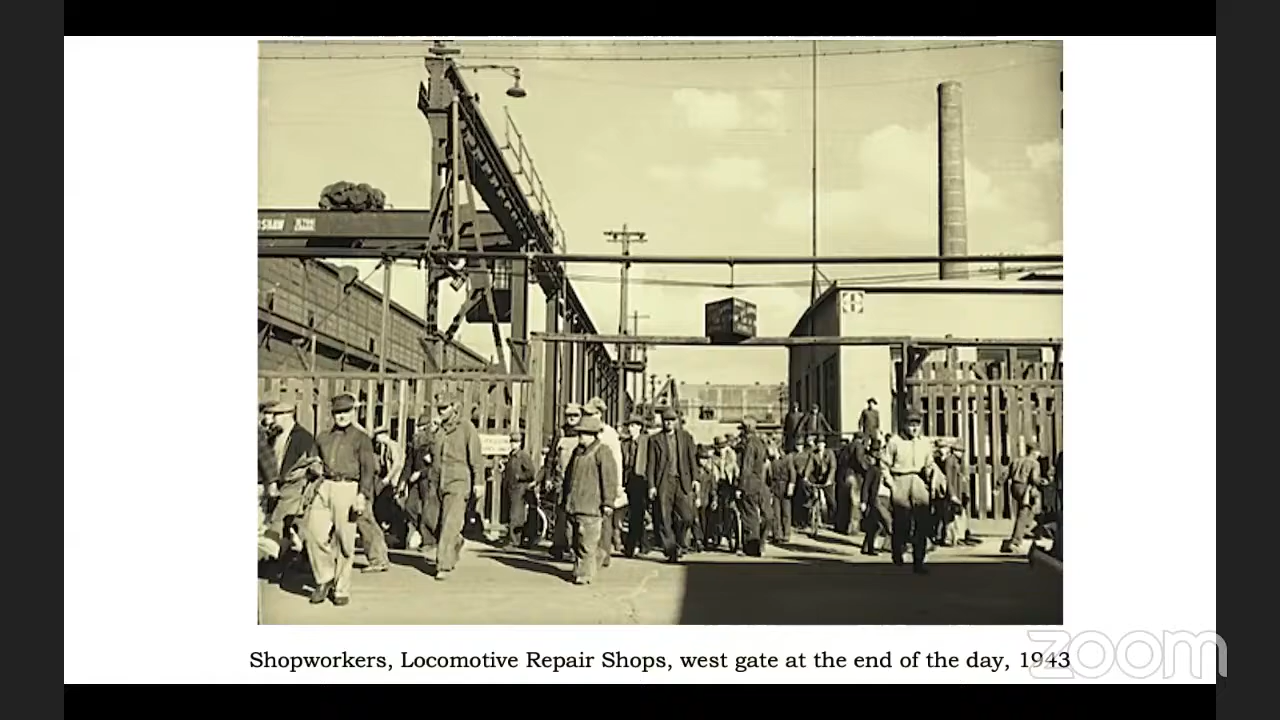 Shopworkers, Locomotive Repair Shops, west gate at the end of the day, 1943
zoom